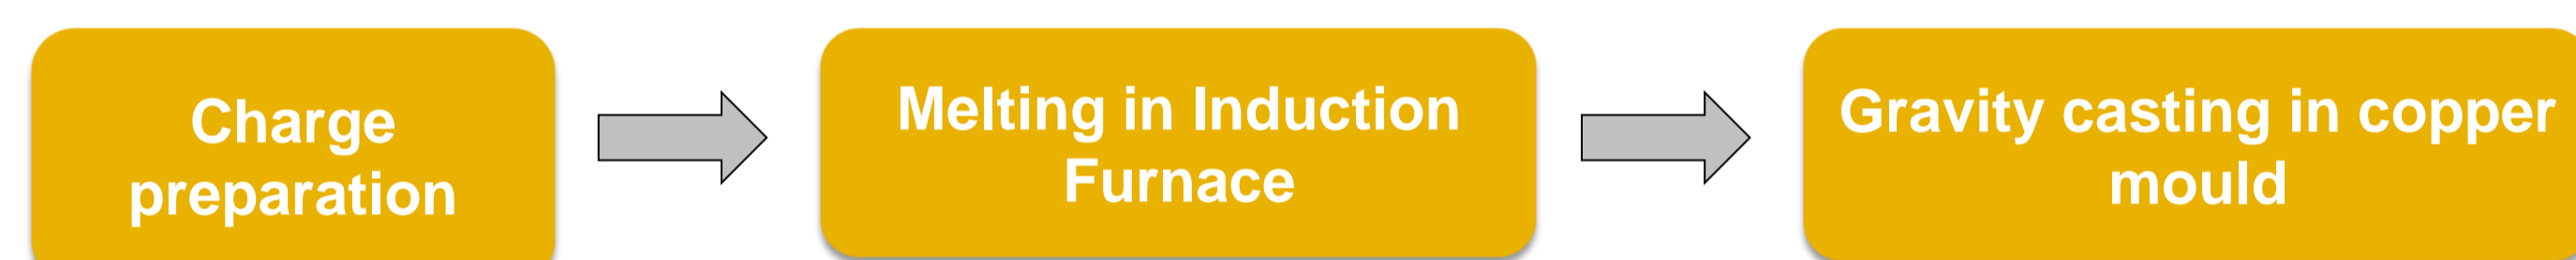 Charge
preparation
Melting in Induction
Furnace
Gravity casting in copper
mould